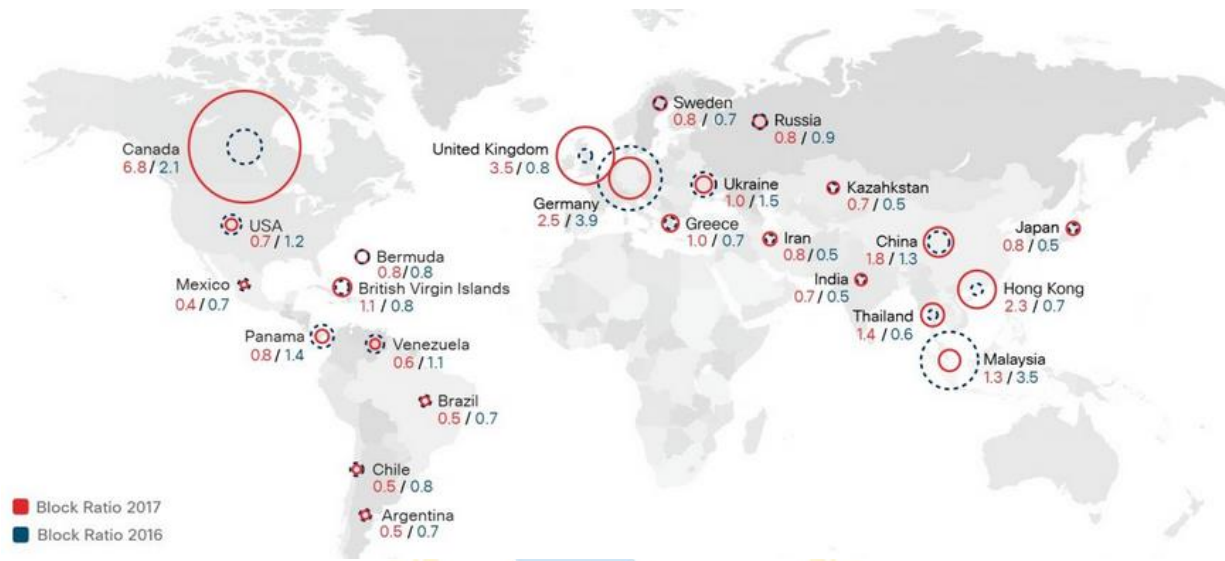 Canada
6.8 / 2.1
USA
0.7 / 1.2
Mexico
0.4 / 0.7
Bermuda
0.8 / 0.8
British Virgin Islands
1.1 / 0.8
Panama
0.8 / 1.4
Venezuela
0.6 / 1.1
Brazil
0.5 / 0.7
Chile
0.5 / 0.8
Argentina
0.5 / 0.7
United Kingdom
3.5 / 0.8
Germany
2.5 / 3.9
Sweden
0.8 / 0.7
Russia
0.8 / 0.9
Ukraine
1.0 / 1.5
Greece
1.0 / 0.7
Kazahkstan
0.7 / 0.5
Iran
0.8 / 0.5
India
0.7 / 0.5
China
1.8 / 1.3
Japan
0.8 / 0.5
Hong Kong
2.3 / 0.7
Thailand
1.4 / 0.6
Malaysia
1.3 / 3.5
Block Ratio 2017
Block Ratio 2016